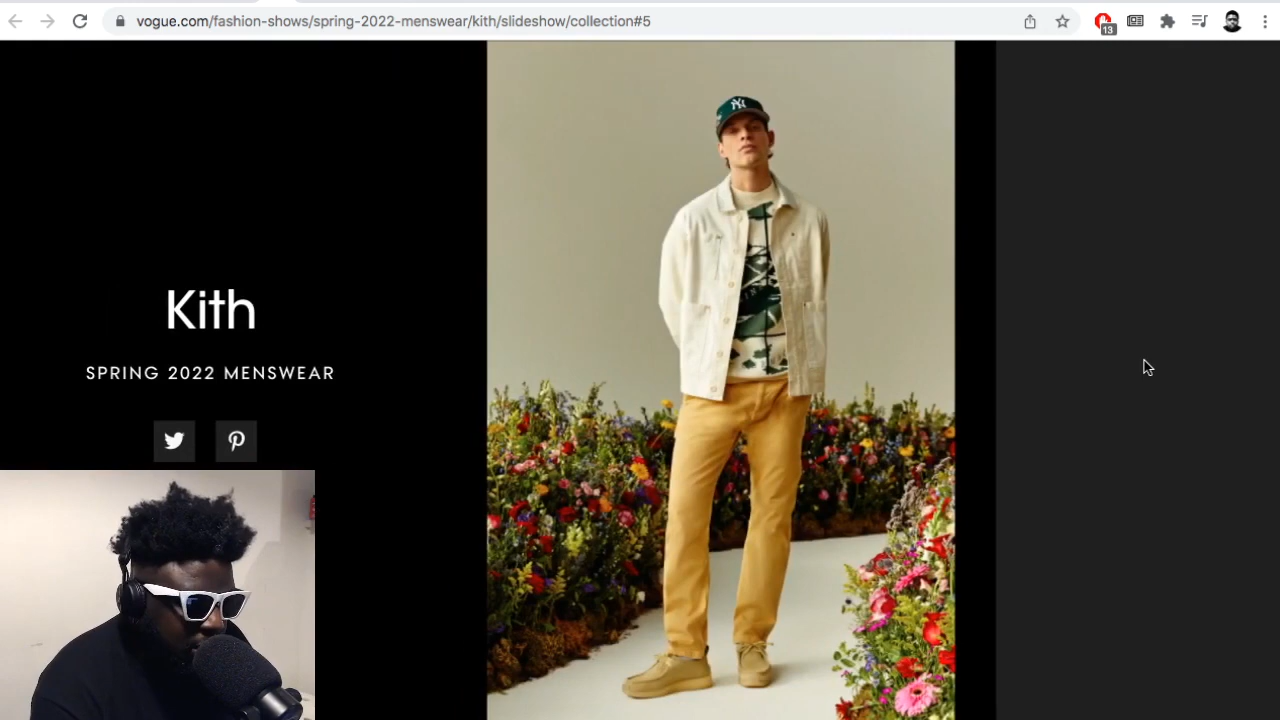 vogue.com/fashion-shows/spring-2022-menswear/kith/slideshow/collection#5
13
NY
Kith
SPRING 2022 MENSWEAR